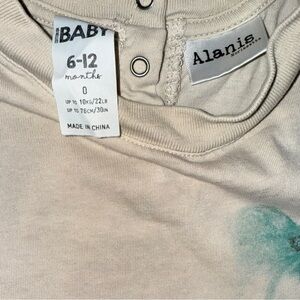 BABY
6-12
months
0
UP TO 10KG/22LB
UP TO 76CM/30IN
MADE IN CHINA
Alanie